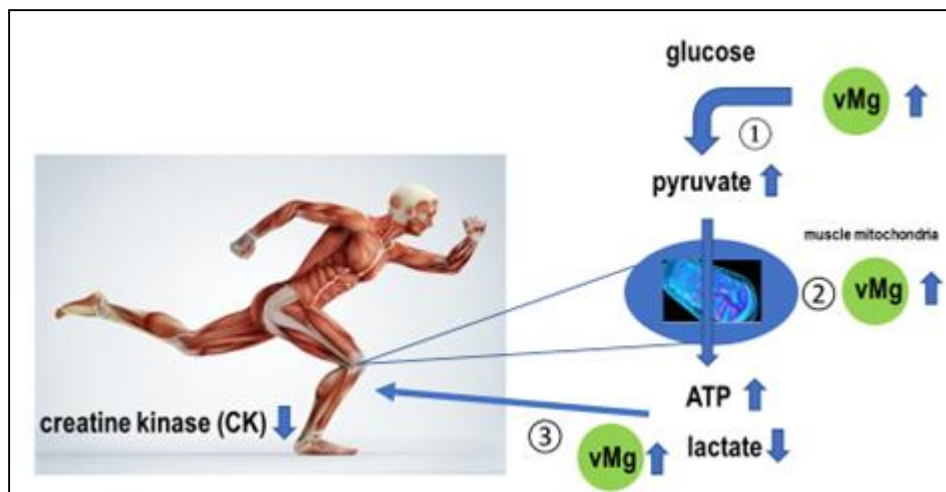 glucose
vMg
①
pyruvate
muscle mitochondria
② vMg
ATP
creatine kinase (CK)
③
vMg
lactate